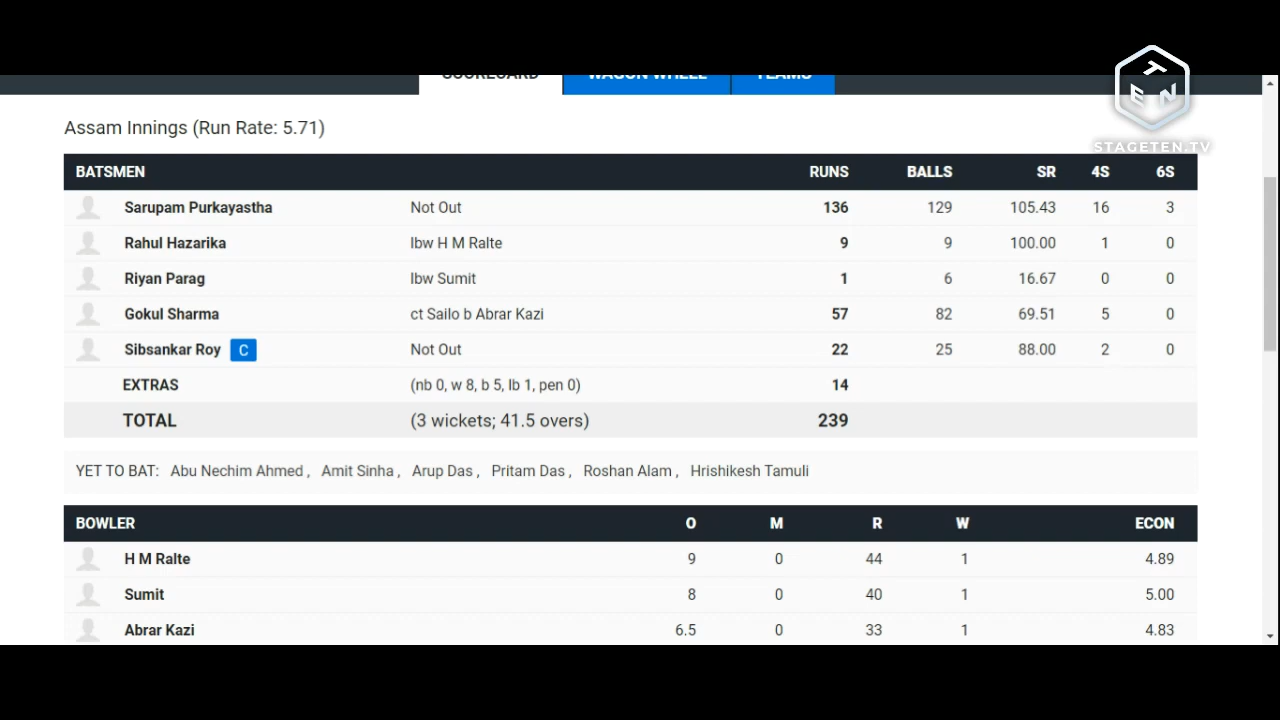 SCORECARD WAGON WHEEL TEAMS
TEN
STAGETEN.TV
Assam Innings (Run Rate: 5.71)
BATSMEN RUNS BALLS SR 4S 6S
Sarupam Purkayastha Not Out 136 129 105.43 16 3
Rahul Hazarika lbw H M Ralte 9 9 100.00 1 0
Riyan Parag lbw Sumit 1 6 16.67 0 0
Gokul Sharma ct Sailo b Abrar Kazi 57 82 69.51 5 0
Sibsankar Roy C Not Out 22 25 88.00 2 0
EXTRAS (nb 0, w 8, b 5, lb 1, pen 0) 14
TOTAL (3 wickets; 41.5 overs) 239
YET TO BAT: Abu Nechim Ahmed , Amit Sinha , Arup Das , Pritam Das , Roshan Alam , Hrishikesh Tamuli
BOWLER O M R W ECON
H M Ralte 9 0 44 1 4.89
Sumit 8 0 40 1 5.00
Abrar Kazi 6.5 0 33 1 4.83